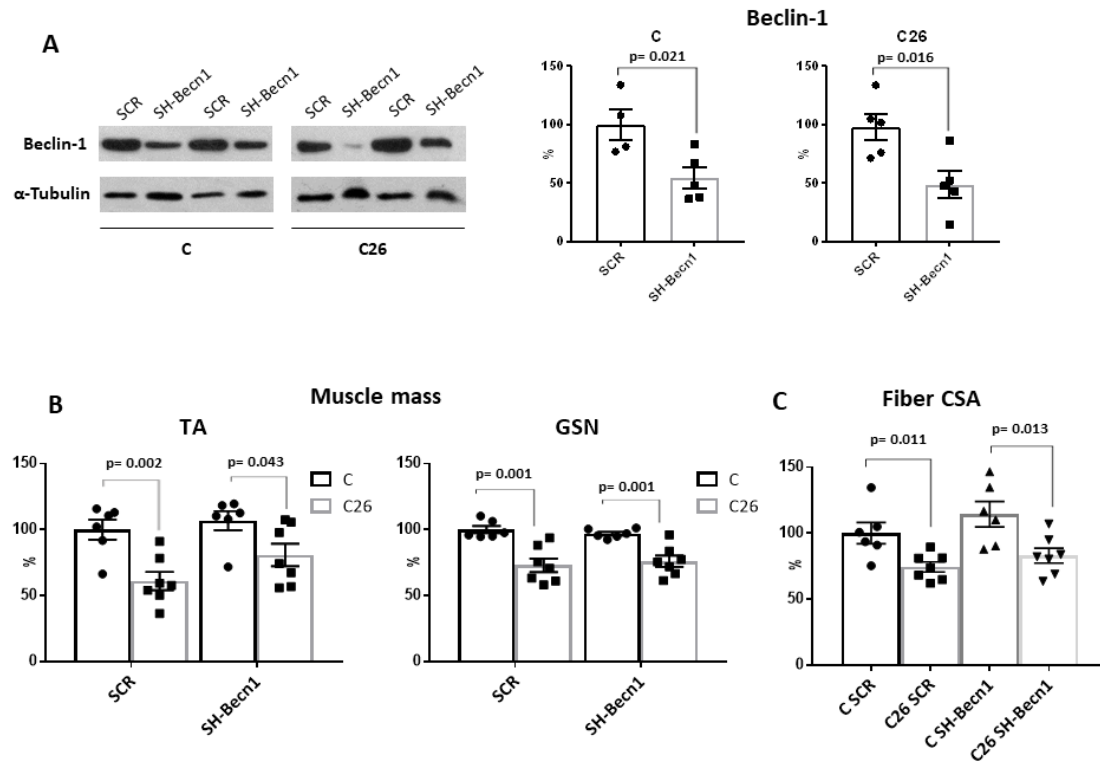 A
SCR SH-Becn1 SCR SH-Becn1 SCR SH-Becn1 SCR SH-Becn1
Beclin-1
α-Tubulin
C C26
Beclin-1
C
p= 0.021
150
100
%
50
0
SCR
SH-Becn1
C26
p= 0.016
150
100
%
50
0
SCR
SH-Becn1
B
Muscle mass
TA
p= 0.002
p= 0.043
C
C26
150
100
%
50
0
SCR
SH-Becn1
GSN
p= 0.001
p= 0.001
C
C26
150
100
%
50
0
SCR
SH-Becn1
C
Fiber CSA
p= 0.011
p= 0.013
150
100
%
50
0
C SCR
C26 SCR
C SH-Becn1
C26 SH-Becn1